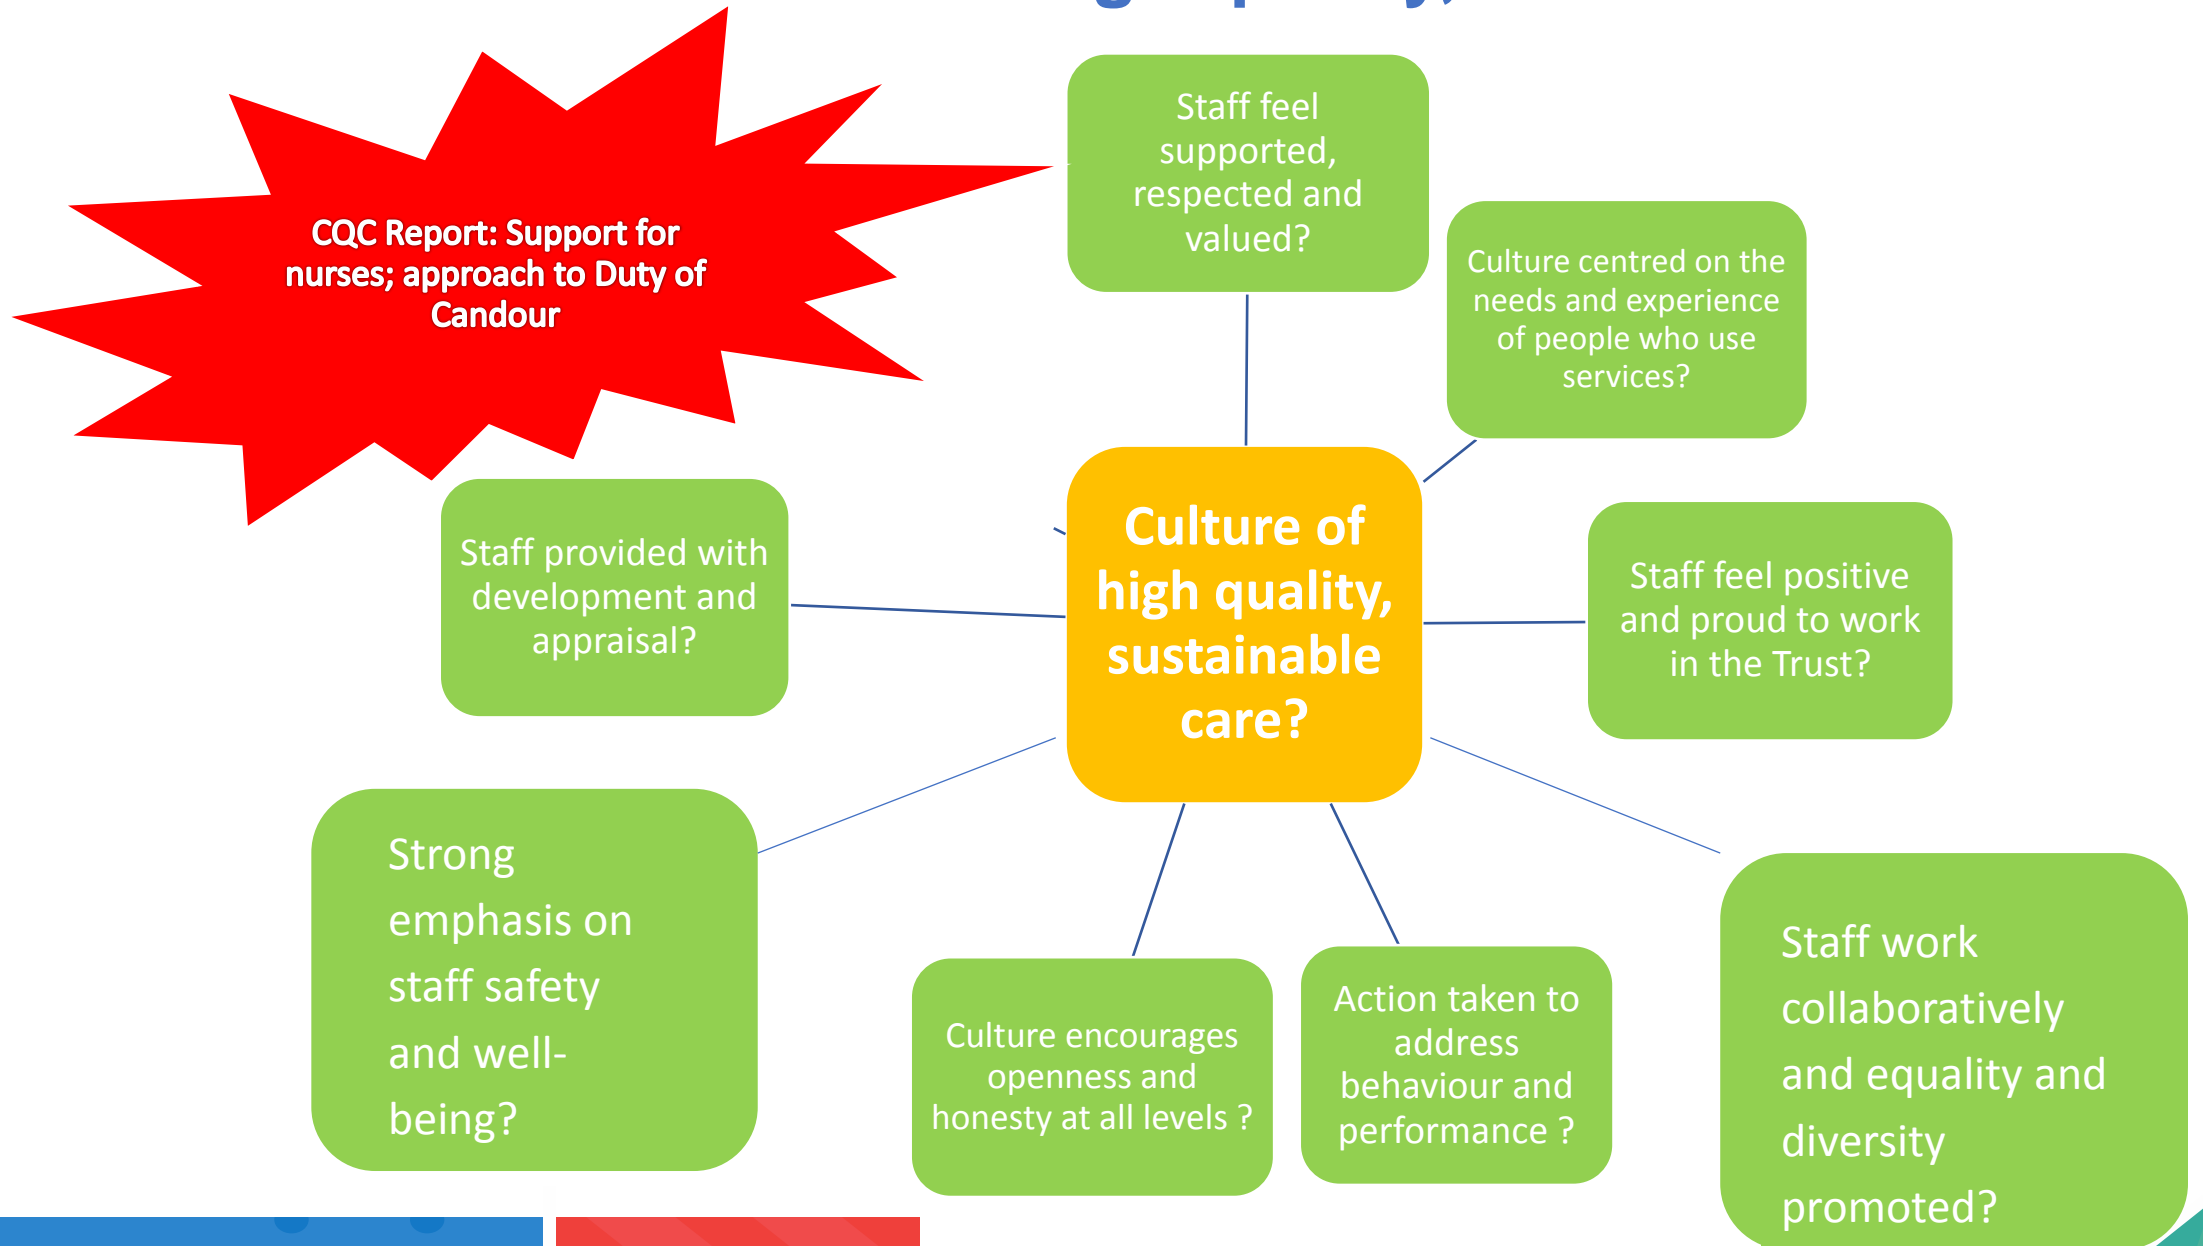 CQC Report: Support for
nurses; approach to Duty of
Candour
Staff feel
supported,
respected and
valued?
Culture centred on the
needs and experience
of people who use
services?
Staff provided with
development and
appraisal?
Culture of
high quality,
sustainable
care?
Staff feel positive
and proud to work
in the Trust?
Strong
emphasis on
staff safety
and well-
being?
Culture encourages
openness and
honesty at all levels ?
Action taken to
address
behaviour and
performance ?
Staff work
collaboratively
and equality and
diversity
promoted?